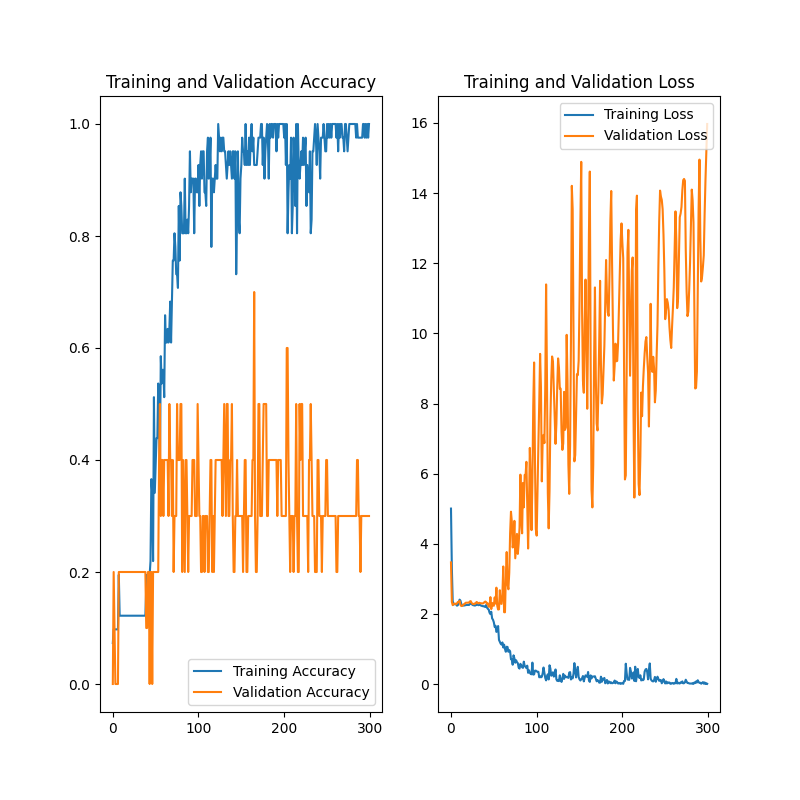 Training and Validation Accuracy
1.0
0.8
0.6
0.4
0.2
0.0
0 100 200 300
Training Accuracy
Validation Accuracy
Training and Validation Loss
16
14
12
10
8
6
4
2
0
0 100 200 300
Training Loss
Validation Loss